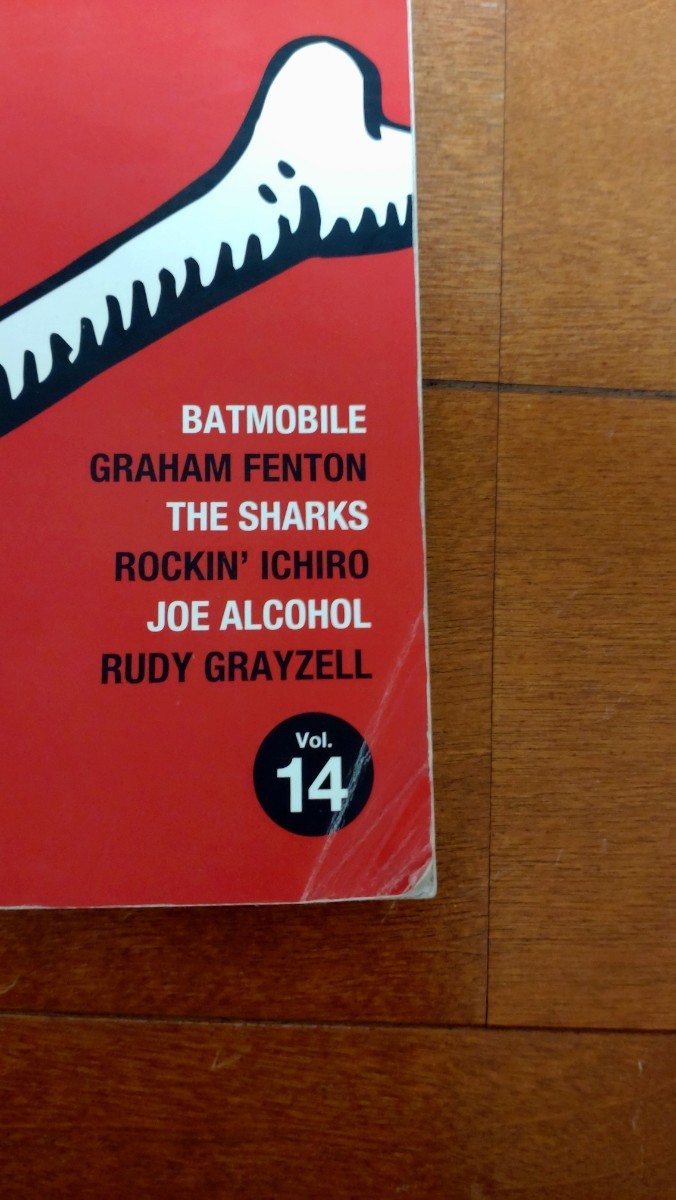 BATMOBILE
GRAHAM FENTON
THE SHARKS
ROCKIN' ICHIRO
JOE ALCOHOL
RUDY GRAYZELL
Vol.
14